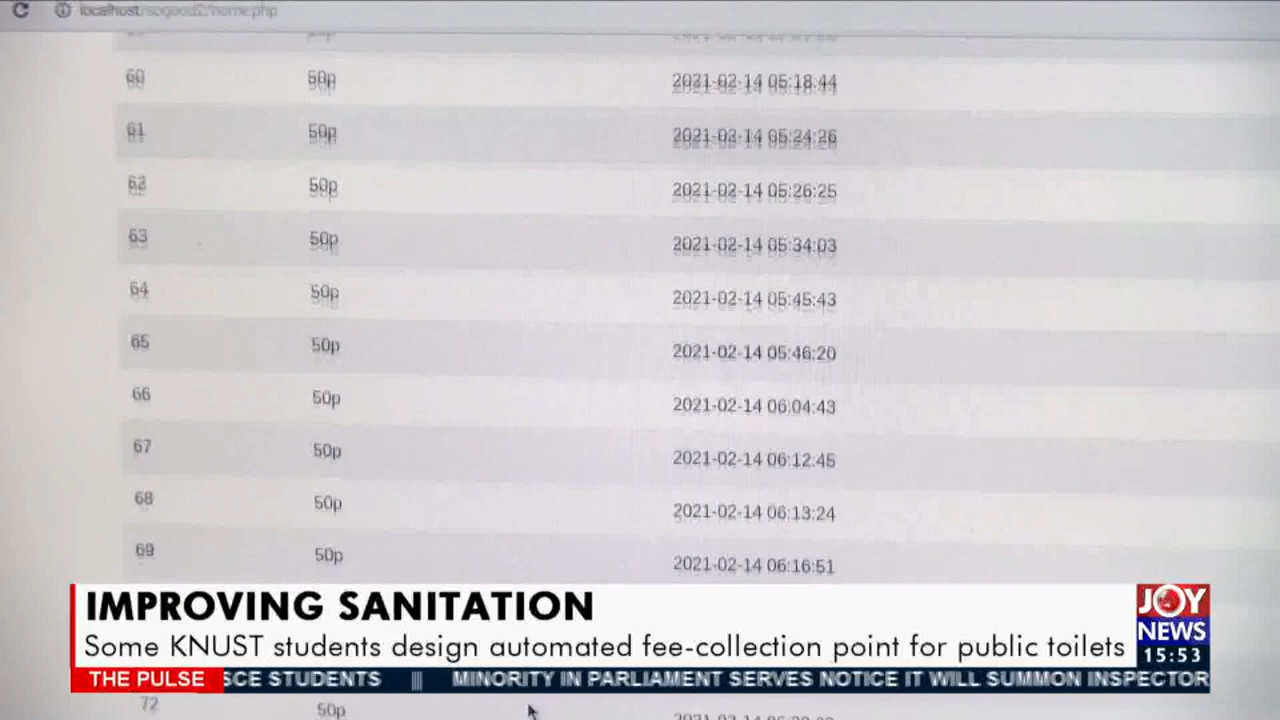 localhost/sogood2/home.php
60 50p 2021-02-14 05:18:44
61 50p 2021-02-14 05:24:26
62 50p 2021-02-14 05:26:25
63 50p 2021-02-14 05:34:03
64 50p 2021-02-14 05:45:43
65 50p 2021-02-14 05:46:20
66 50p 2021-02-14 06:04:43
67 50p 2021-02-14 06:12:45
68 50p 2021-02-14 06:13:24
69 50p 2021-02-14 06:16:51
IMPROVING SANITATION
Some KNUST students design automated fee-collection point for public toilets
JOY
NEWS
15:53
THE PULSE SCE STUDENTS ||| MINORITY IN PARLIAMENT SERVES NOTICE IT WILL SUMMON INSPECTOR
72 50p